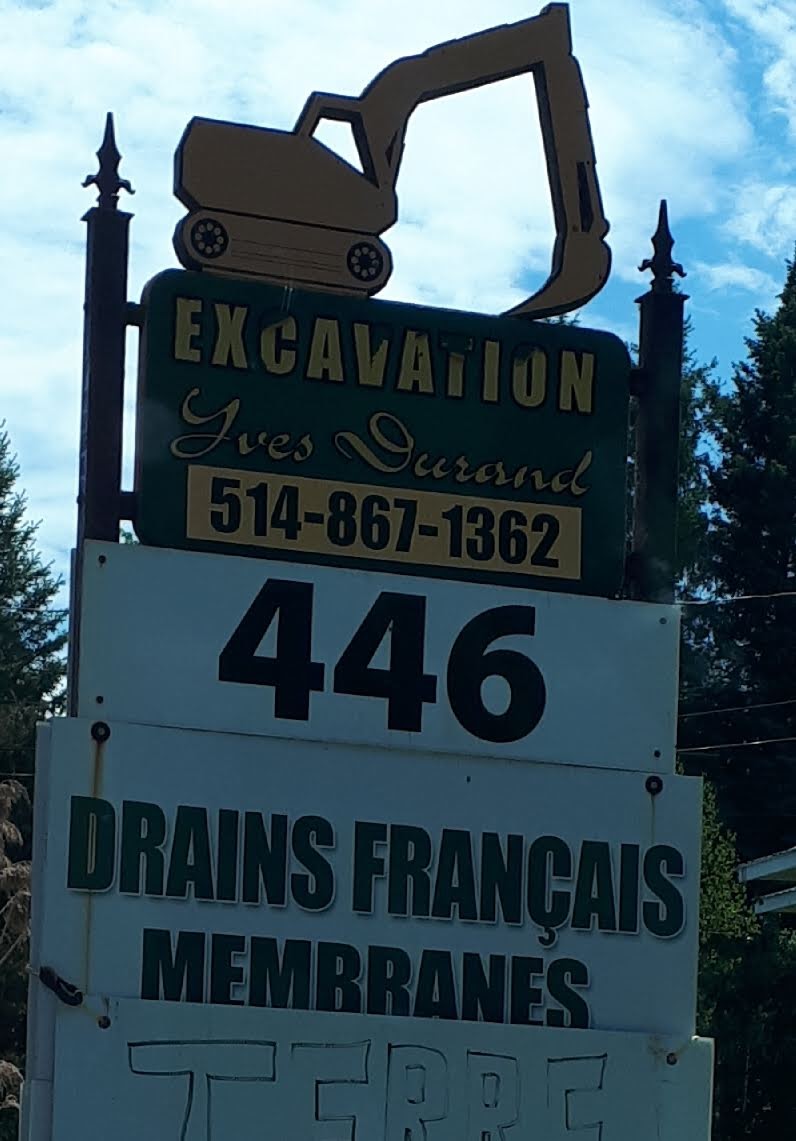 EXCAVATION
Yves Durand
514-867-1362
446
DRAINS FRANÇAIS
MEMBRANES
TERRE